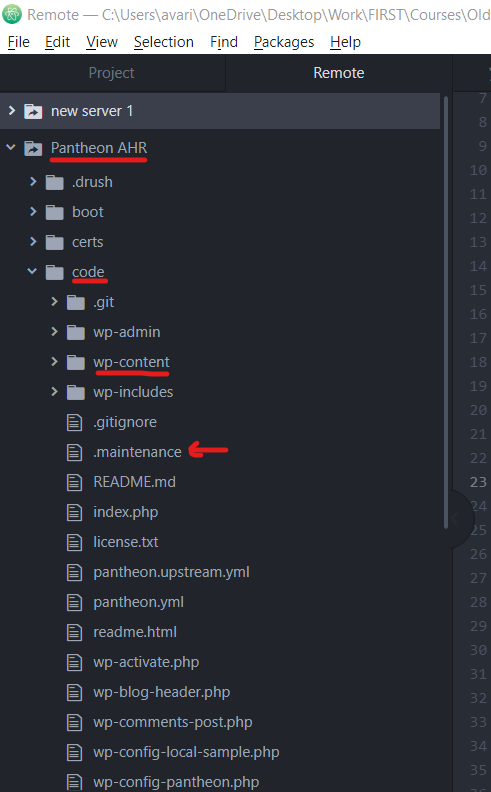 Remote — C:\Users\avari\OneDrive\Desktop\Work\FIRST\Courses\Old
File Edit View Selection Find Packages Help
Project Remote
new server 1
7
8
Pantheon AHR
9
10
.drush
11
boot
12
certs
13
code
14
.git
15
wp-admin
16
17
wp-content
18
wp-includes
19
.gitignore
20
21
.maintenance
22
README.md
23
index.php
24
license.txt
25
26
pantheon.upstream.yml
27
pantheon.yml
28
readme.html
29
30
wp-activate.php
31
wp-blog-header.php
32
wp-comments-post.php
33
34
wp-config-local-sample.php
35
wp-config-pantheon.php